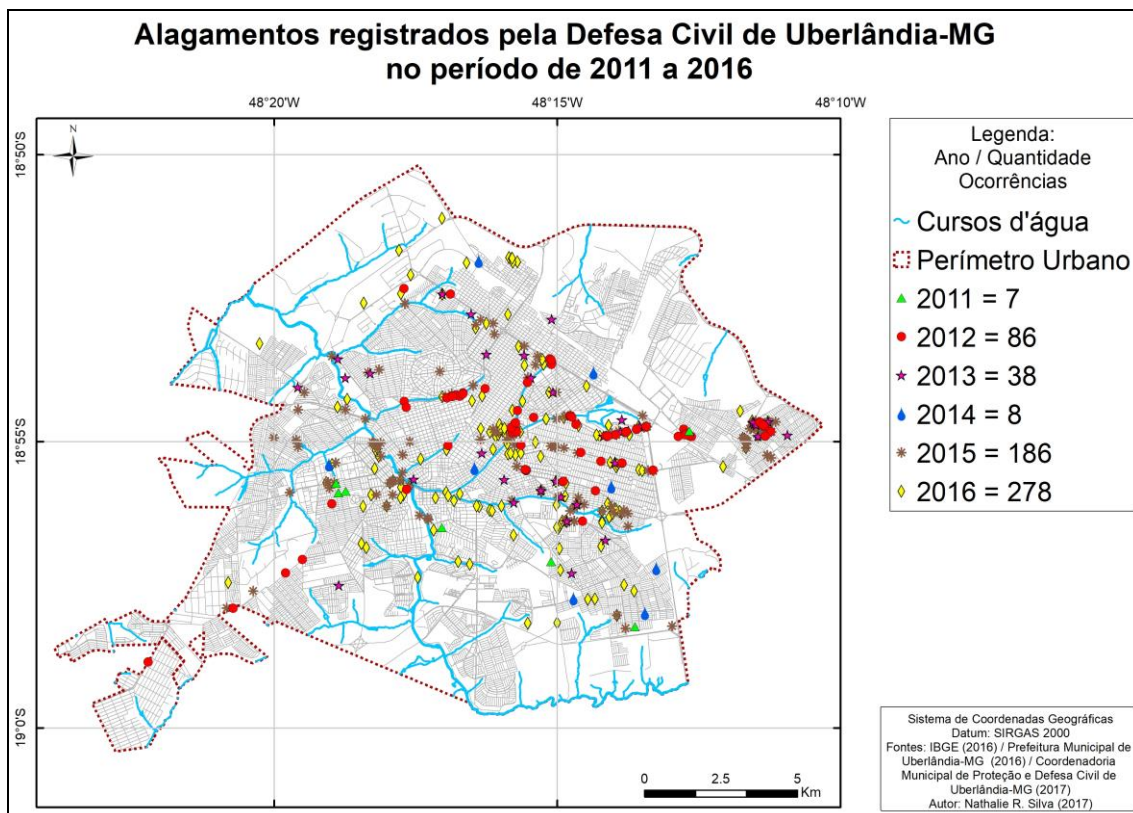 Alagamentos registrados pela Defesa Civil de Uberlândia-MG
no período de 2011 a 2016
48°20'W
48°15'W
48°10'W
N
18°50'S
18°55'S
19°0'S
0
2.5
5
Km
Legenda:
Ano / Quantidade
Ocorrências
Cursos d'água
Perímetro Urbano
2011 = 7
2012 = 86
2013 = 38
2014 = 8
2015 = 186
2016 = 278
Sistema de Coordenadas Geográficas
Datum: SIRGAS 2000
Fontes: IBGE (2016) / Prefeitura Municipal de
Uberlândia-MG (2016) / Coordenadoria
Municipal de Proteção e Defesa Civil de
Uberlândia-MG (2017)
Autor: Nathalie R. Silva (2017)